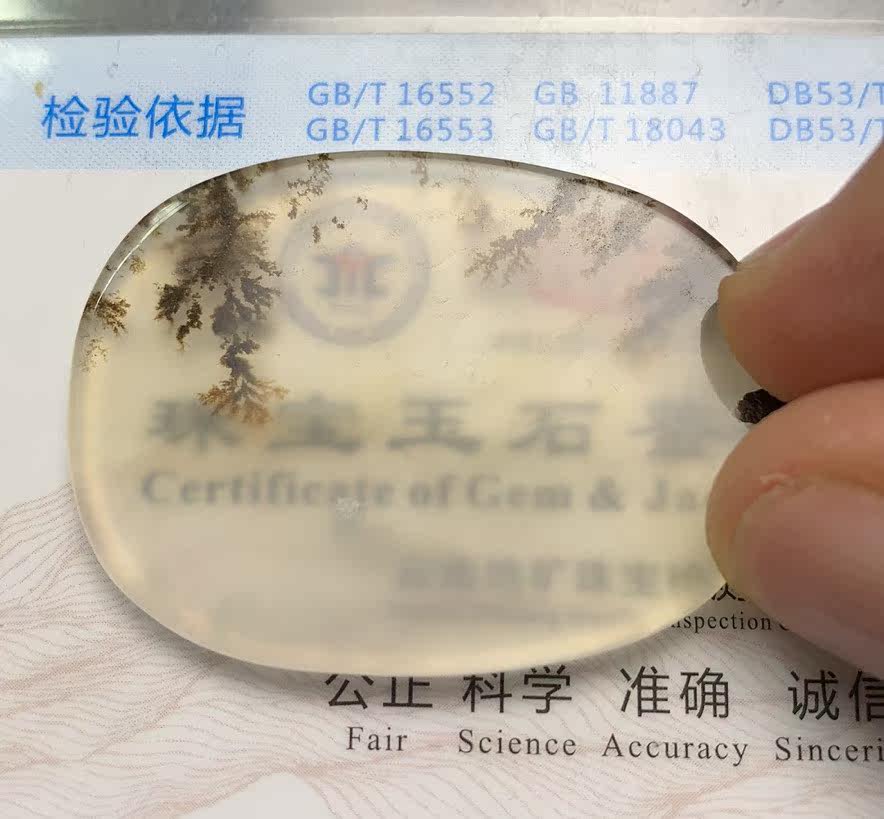 检验依据
GB/T 16552 GB 11887 DB53/T
GB/T 16553 GB/T 18043 DB53/T
珠宝玉石
Certificate of Gem & Ja
nspection
公正 科学 准确 诚信
Fair Science Accuracy Sinceri